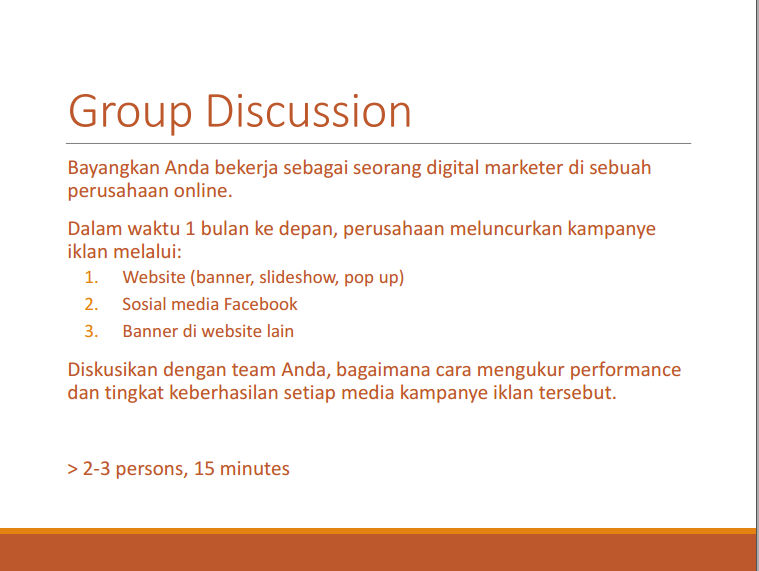 Group Discussion
Bayangkan Anda bekerja sebagai seorang digital marketer di sebuah
perusahaan online.
Dalam waktu 1 bulan ke depan, perusahaan meluncurkan kampanye
iklan melalui:
1. Website (banner, slideshow, pop up)
2. Sosial media Facebook
3. Banner di website lain
Diskusikan dengan team Anda, bagaimana cara mengukur performance
dan tingkat keberhasilan setiap media kampanye iklan tersebut.
> 2-3 persons, 15 minutes